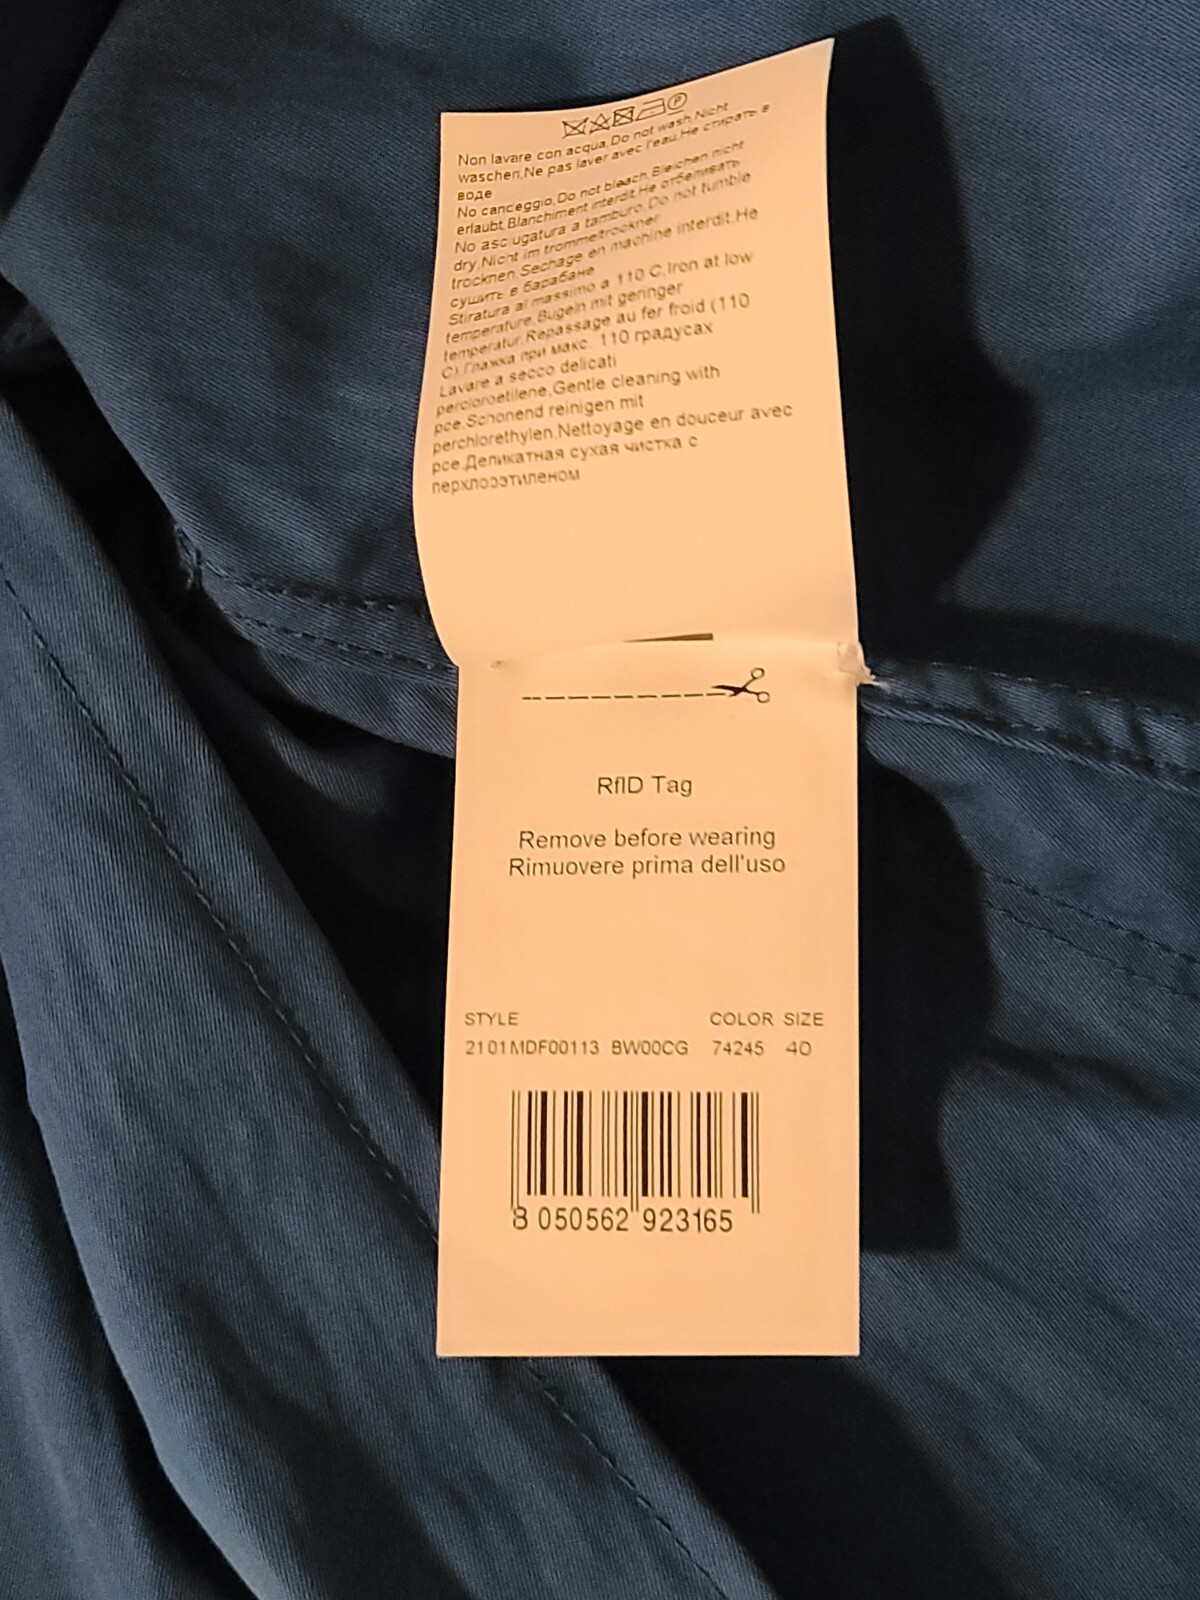 Non lavare con acqua,Do not wash,Nicht
waschen,Ne pas laver avec l'eau,Не стирать в
воде
No canceggio,Do not bleach,Bleichen nicht
erlaubt,Blanchiment interdit,Не отбеливать
No asciugatura a tamburo,Do not tumble
dry,Nicht im trommeltrockner
trocknen,Sechage en machine interdit,Не
сушить в барабане
Stiratura al massimo a 110 C,Iron at low
temperature,Bugeln mit geringer
temperatur,Repassage au fer froid (110
C),Глажка при макс. 110 градусах
Lavare a secco delicati
percloroetilene,Gentle cleaning with
pce,Schonend reinigen mit
perchlorethylen,Nettoyage en douceur avec
pce,Деликатная сухая чистка с
перхлорэтиленом
RfID Tag
Remove before wearing
Rimuovere prima dell'uso
STYLE COLOR SIZE
2101MDF00113 BW00CG 74245 40
8 050562 923165